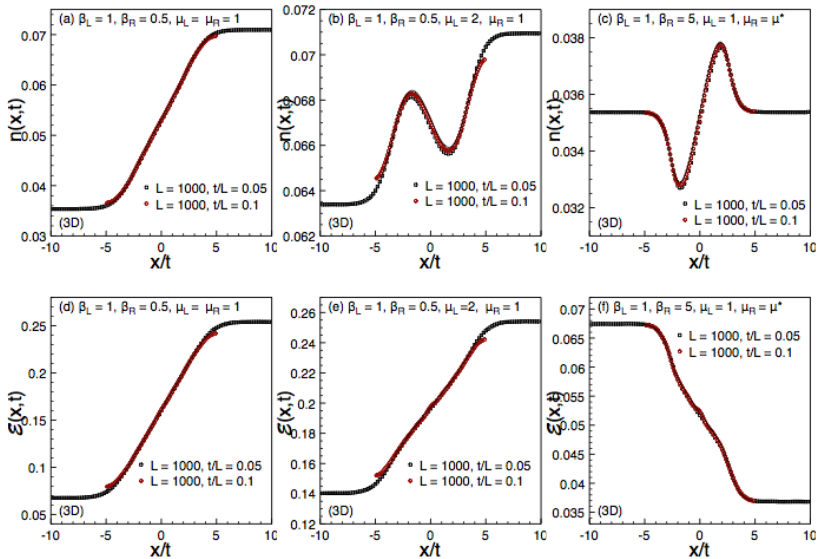 (a) β_L = 1, β_R = 0.5, μ_L = μ_R = 1
n(x,t)
0.07
0.06
0.05
0.04
0.03
□ L = 1000, t/L = 0.05
○ L = 1000, t/L = 0.1
(3D)
-10 -5 0 5 10
x/t
(b) β_L = 1, β_R = 0.5, μ_L=2, μ_R = 1
n(x,t)
0.072
0.07
0.068
0.066
0.064
0.062
□ L = 1000, t/L = 0.05
○ L = 1000, t/L = 0.1
(3D)
-10 -5 0 5 10
x/t
(c) β_L = 1, β_R = 5, μ_L= 1, μ_R = μ*
n(x,t)
0.038
0.036
0.034
0.032
□ L = 1000, t/L = 0.05
○ L = 1000, t/L = 0.1
(3D)
-10 -5 0 5 10
x/t
(d) β_L = 1, β_R = 0.5, μ_L = μ_R = 1
ℰ(x,t)
0.25
0.2
0.15
0.1
0.05
□ L = 1000, t/L = 0.05
○ L = 1000, t/L = 0.1
(3D)
-10 -5 0 5 10
x/t
(e) β_L = 1, β_R = 0.5, μ_L=2, μ_R = 1
ℰ(x,t)
0.26
0.24
0.22
0.2
0.18
0.16
0.14
0.12
□ L = 1000, t/L = 0.05
○ L = 1000, t/L = 0.1
(3D)
-10 -5 0 5 10
x/t
(f) β_L = 1, β_R = 5, μ_L = 1, μ_R = μ*
ℰ(x,t)
0.07
0.065
0.06
0.055
0.05
0.045
0.04
0.035
□ L = 1000, t/L = 0.05
○ L = 1000, t/L = 0.1
(3D)
-10 -5 0 5 10
x/t